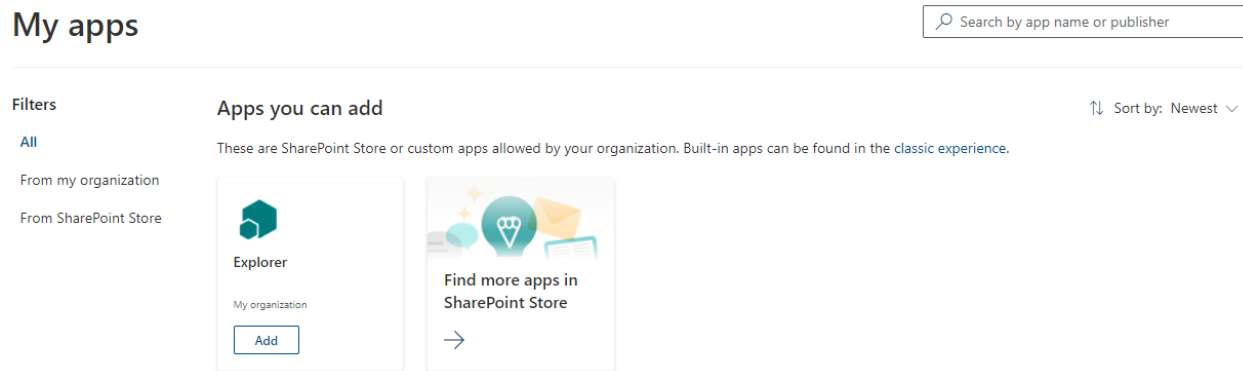 My apps
Search by app name or publisher
Filters
All
From my organization
From SharePoint Store
Apps you can add
Sort by: Newest
These are SharePoint Store or custom apps allowed by your organization. Built-in apps can be found in the classic experience.
Explorer
My organization
Add
Find more apps in
SharePoint Store